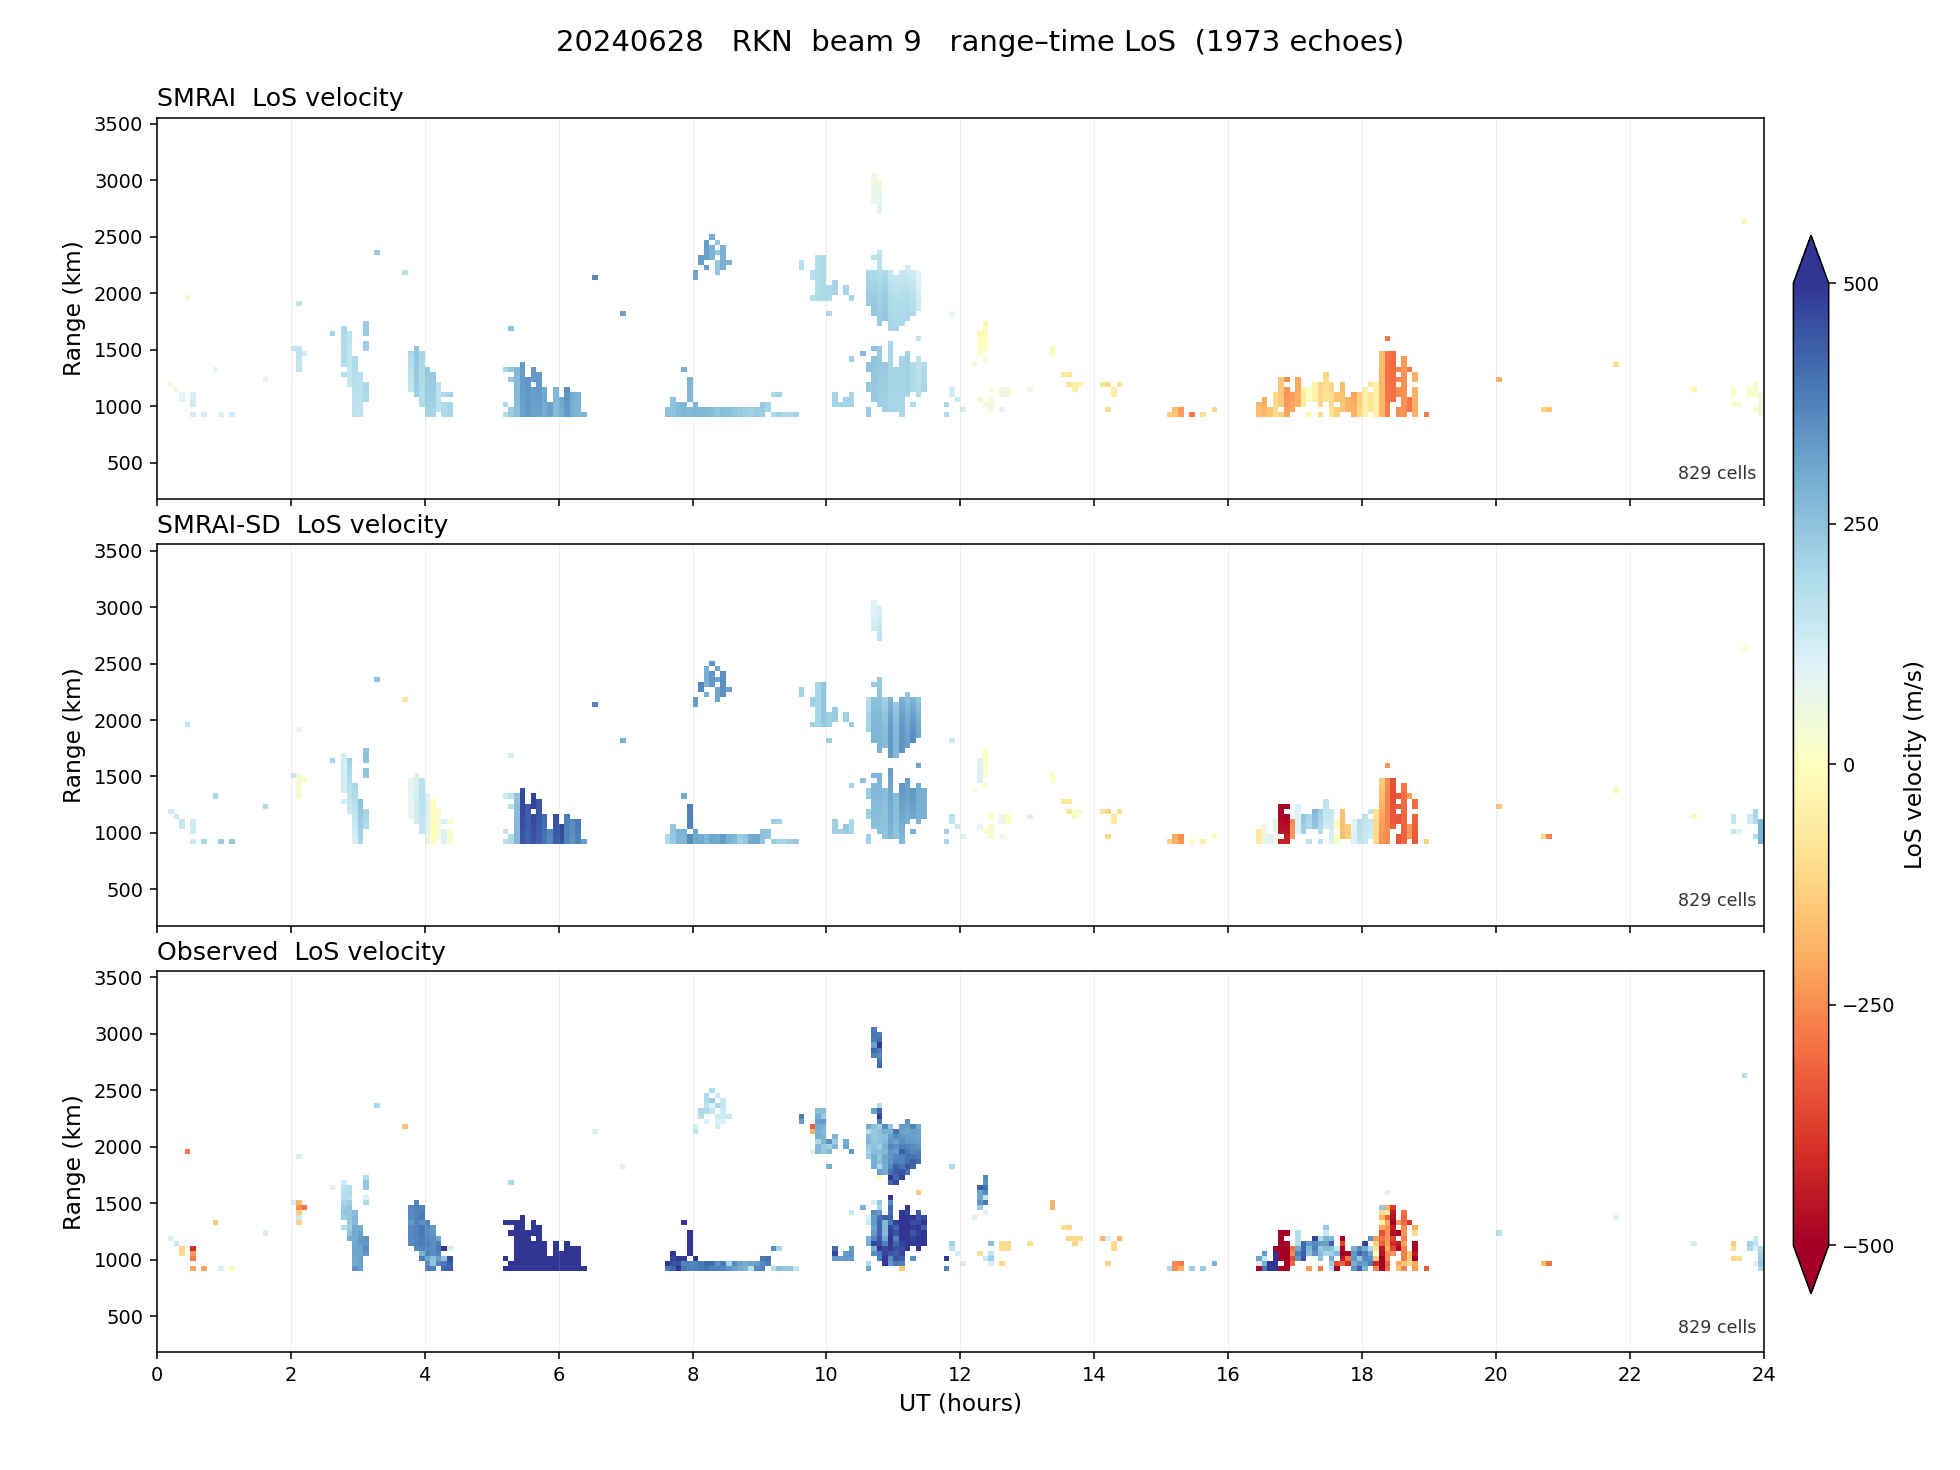 20240628   RKN  beam 9   range–time LoS  (1973 echoes)
SMRAI  LoS velocity
3500
3000
2500
2000
1500
1000
500
Range (km)
829 cells
SMRAI-SD  LoS velocity
3500
3000
2500
2000
1500
1000
500
Range (km)
829 cells
Observed  LoS velocity
3500
3000
2500
2000
1500
1000
500
Range (km)
829 cells
0 2 4 6 8 10 12 14 16 18 20 22 24
UT (hours)
500
250
0
−250
−500
LoS velocity (m/s)